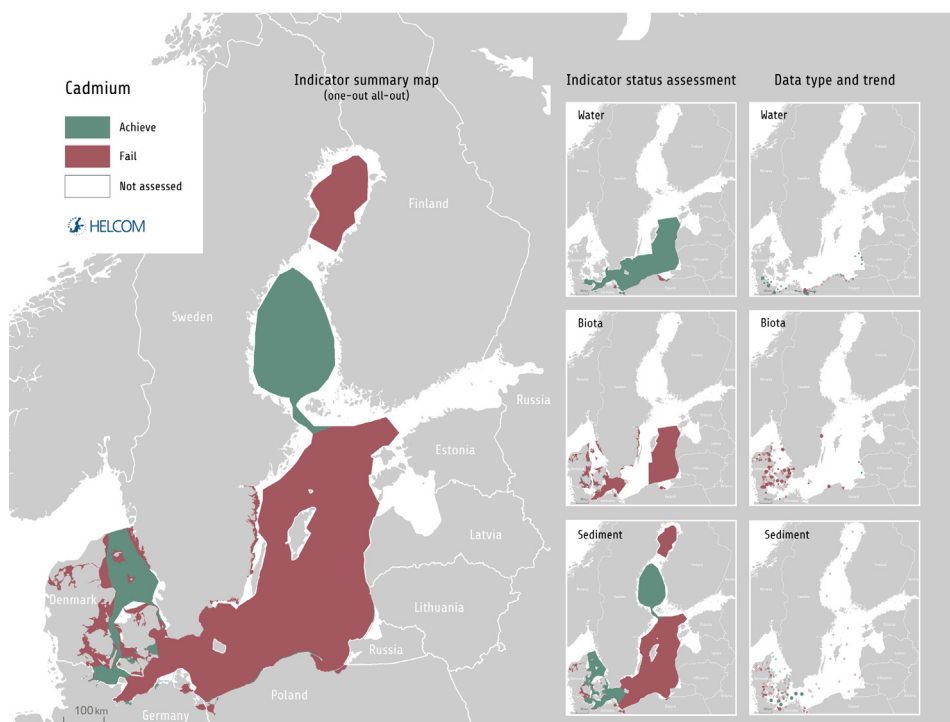 Cadmium
Achieve
Fail
Not assessed
HELCOM
Indicator summary map
(one-out all-out)
Finland
Sweden
Russia
Estonia
Latvia
Denmark
Lithuania
Russia
Poland
Germany
100 km
Indicator status assessment
Data type and trend
Water
Water
Biota
Biota
Sediment
Sediment